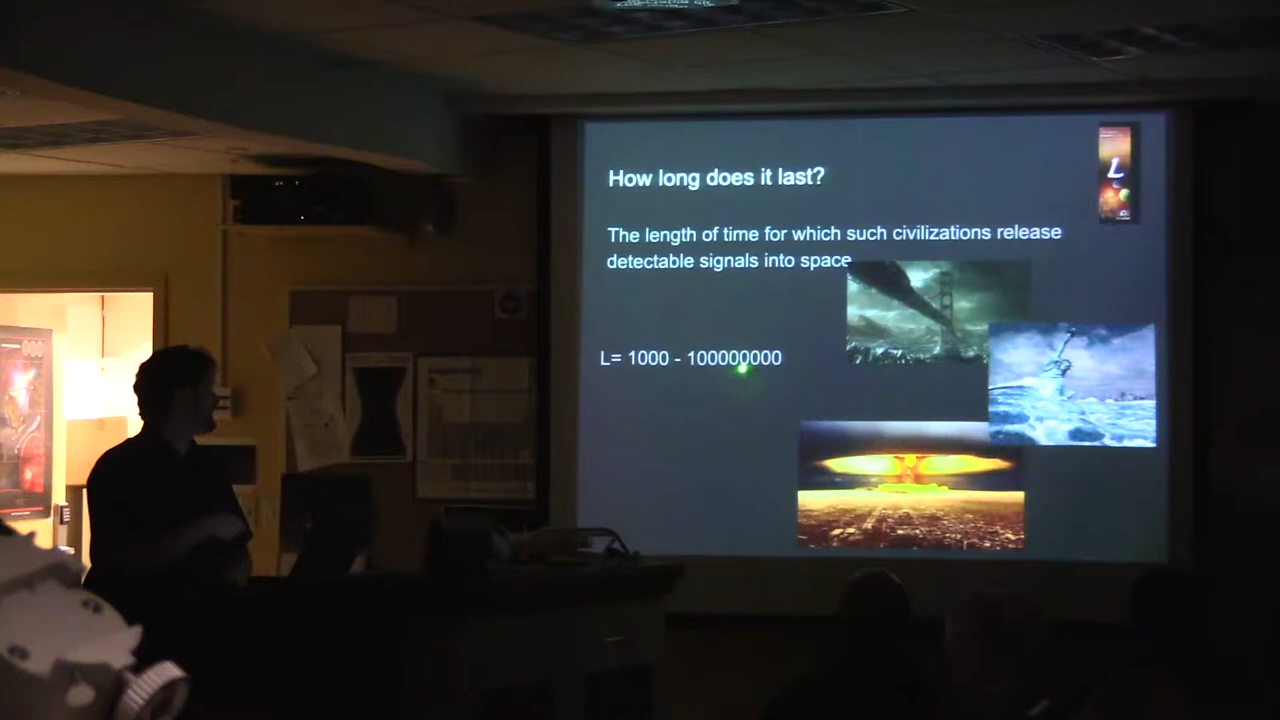 How long does it last?
L
The length of time for which such civilizations release
detectable signals into space
L= 1000 - 100000000